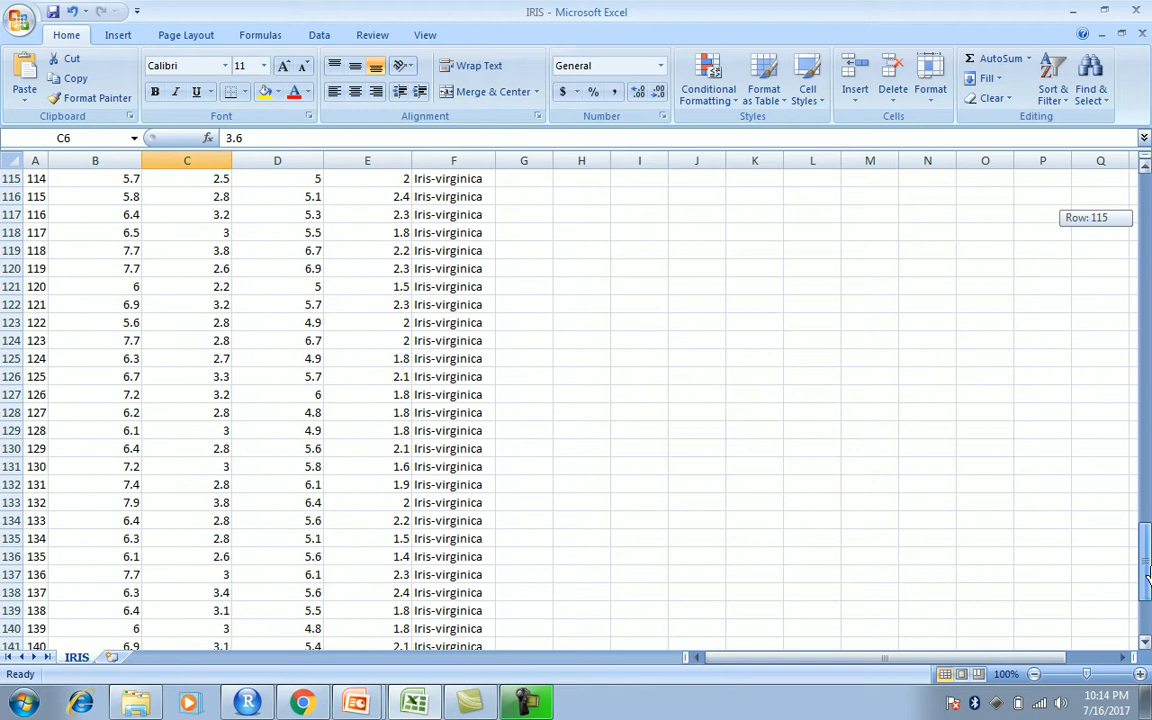 IRIS - Microsoft Excel
Home Insert Page Layout Formulas Data Review View
Paste
Cut
Copy
Format Painter
Clipboard
Calibri 11
B I U
Font
Wrap Text
Merge & Center
Alignment
General
$ % ,
Number
Conditional Formatting
Format as Table
Cell Styles
Styles
Insert Delete Format
Cells
Σ AutoSum
Fill
Clear
Sort & Filter
Find & Select
Editing
C6 fx 3.6
A B C D E F G H I J K L M N O P Q
115 114 5.7 2.5 5 2 Iris-virginica
116 115 5.8 2.8 5.1 2.4 Iris-virginica
117 116 6.4 3.2 5.3 2.3 Iris-virginica
Row: 115
118 117 6.5 3 5.5 1.8 Iris-virginica
119 118 7.7 3.8 6.7 2.2 Iris-virginica
120 119 7.7 2.6 6.9 2.3 Iris-virginica
121 120 6 2.2 5 1.5 Iris-virginica
122 121 6.9 3.2 5.7 2.3 Iris-virginica
123 122 5.6 2.8 4.9 2 Iris-virginica
124 123 7.7 2.8 6.7 2 Iris-virginica
125 124 6.3 2.7 4.9 1.8 Iris-virginica
126 125 6.7 3.3 5.7 2.1 Iris-virginica
127 126 7.2 3.2 6 1.8 Iris-virginica
128 127 6.2 2.8 4.8 1.8 Iris-virginica
129 128 6.1 3 4.9 1.8 Iris-virginica
130 129 6.4 2.8 5.6 2.1 Iris-virginica
131 130 7.2 3 5.8 1.6 Iris-virginica
132 131 7.4 2.8 6.1 1.9 Iris-virginica
133 132 7.9 3.8 6.4 2 Iris-virginica
134 133 6.4 2.8 5.6 2.2 Iris-virginica
135 134 6.3 2.8 5.1 1.5 Iris-virginica
136 135 6.1 2.6 5.6 1.4 Iris-virginica
137 136 7.7 3 6.1 2.3 Iris-virginica
138 137 6.3 3.4 5.6 2.4 Iris-virginica
139 138 6.4 3.1 5.5 1.8 Iris-virginica
140 139 6 3 4.8 1.8 Iris-virginica
141 140 6.9 3.1 5.4 2.1 Iris-virginica
IRIS
Ready 100%
10:14 PM
7/16/2017